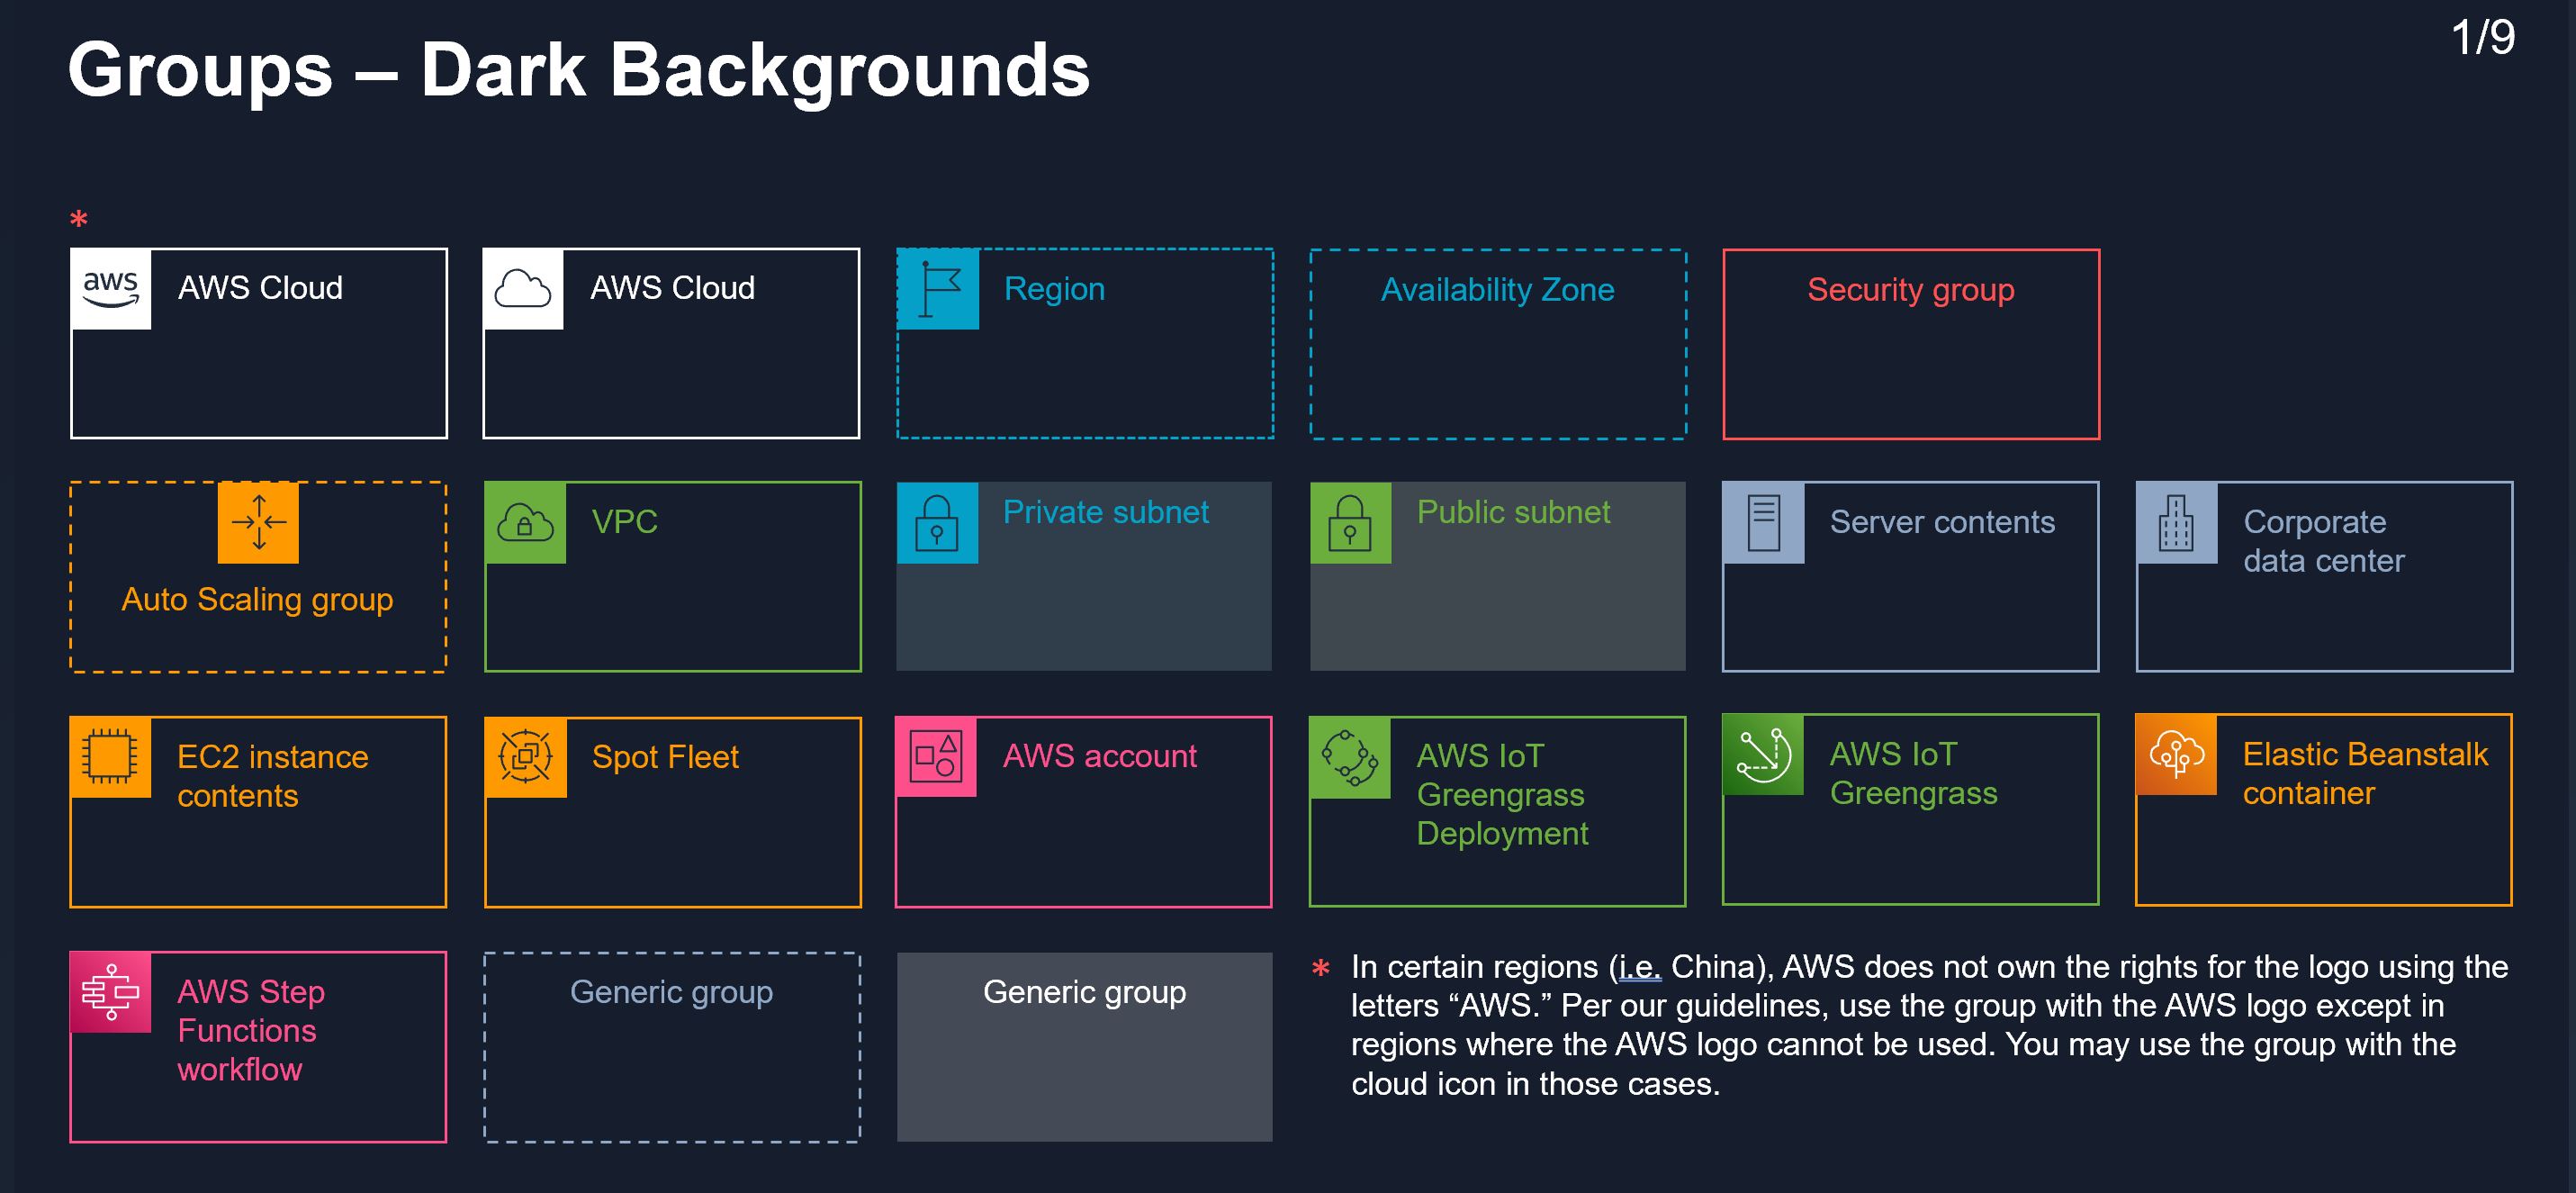 Groups – Dark Backgrounds
1/9
*
aws
AWS Cloud
AWS Cloud
Region
Availability Zone
Security group
Auto Scaling group
VPC
Private subnet
Public subnet
Server contents
Corporate
data center
EC2 instance
contents
Spot Fleet
AWS account
AWS IoT
Greengrass
Deployment
AWS IoT
Greengrass
Elastic Beanstalk
container
AWS Step
Functions
workflow
Generic group
Generic group
* In certain regions (i.e. China), AWS does not own the rights for the logo using the
letters “AWS.” Per our guidelines, use the group with the AWS logo except in
regions where the AWS logo cannot be used. You may use the group with the
cloud icon in those cases.